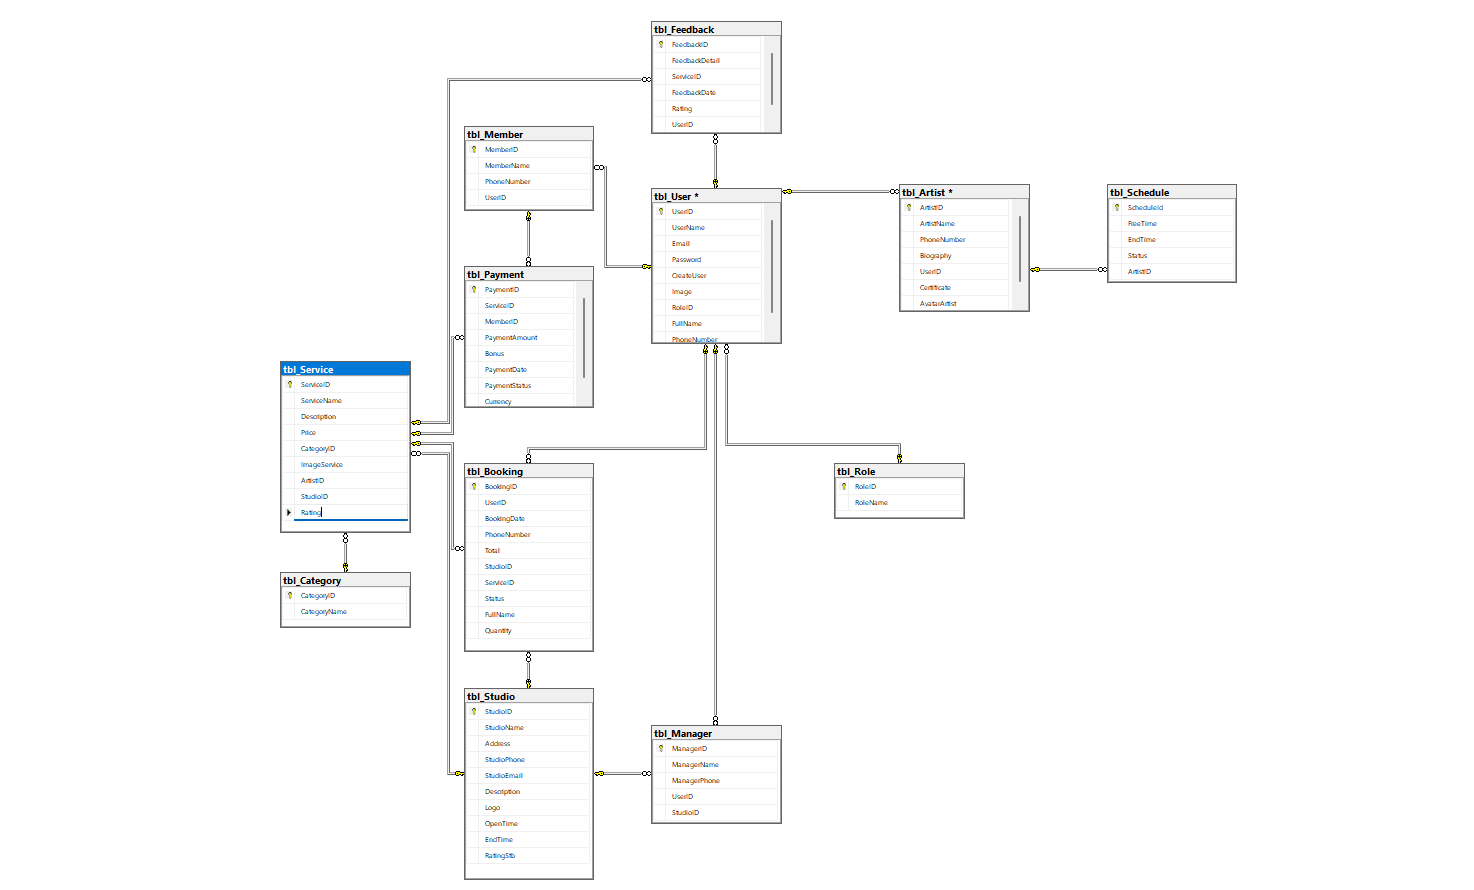 tbl_Feedback
FeedbackID
FeedbackDetail
ServiceID
FeedbackDate
Rating
UserID
tbl_Member
MemberID
MemberName
PhoneNumber
UserID
tbl_User *
UserID
UserName
Email
Password
CreateUser
Image
RoleID
FullName
PhoneNumber
tbl_Artist *
ArtistID
ArtistName
PhoneNumber
Biography
UserID
Certificate
AvatarArtist
tbl_Schedule
ScheduleId
FreeTime
EndTime
Status
ArtistID
tbl_Payment
PaymentID
ServiceID
MemberID
PaymentAmount
Bonus
PaymentDate
PaymentStatus
Currency
tbl_Service
ServiceID
ServiceName
Description
Price
CategoryID
ImageService
ArtistID
StudioID
Rating
tbl_Booking
BookingID
UserID
BookingDate
PhoneNumber
Total
StudioID
ServiceID
Status
FullName
Quantity
tbl_Role
RoleID
RoleName
tbl_Category
CategoryID
CategoryName
tbl_Studio
StudioID
StudioName
Address
StudioPhone
StudioEmail
Description
Logo
OpenTime
EndTime
RatingStb
tbl_Manager
ManagerID
ManagerName
ManagerPhone
UserID
StudioID